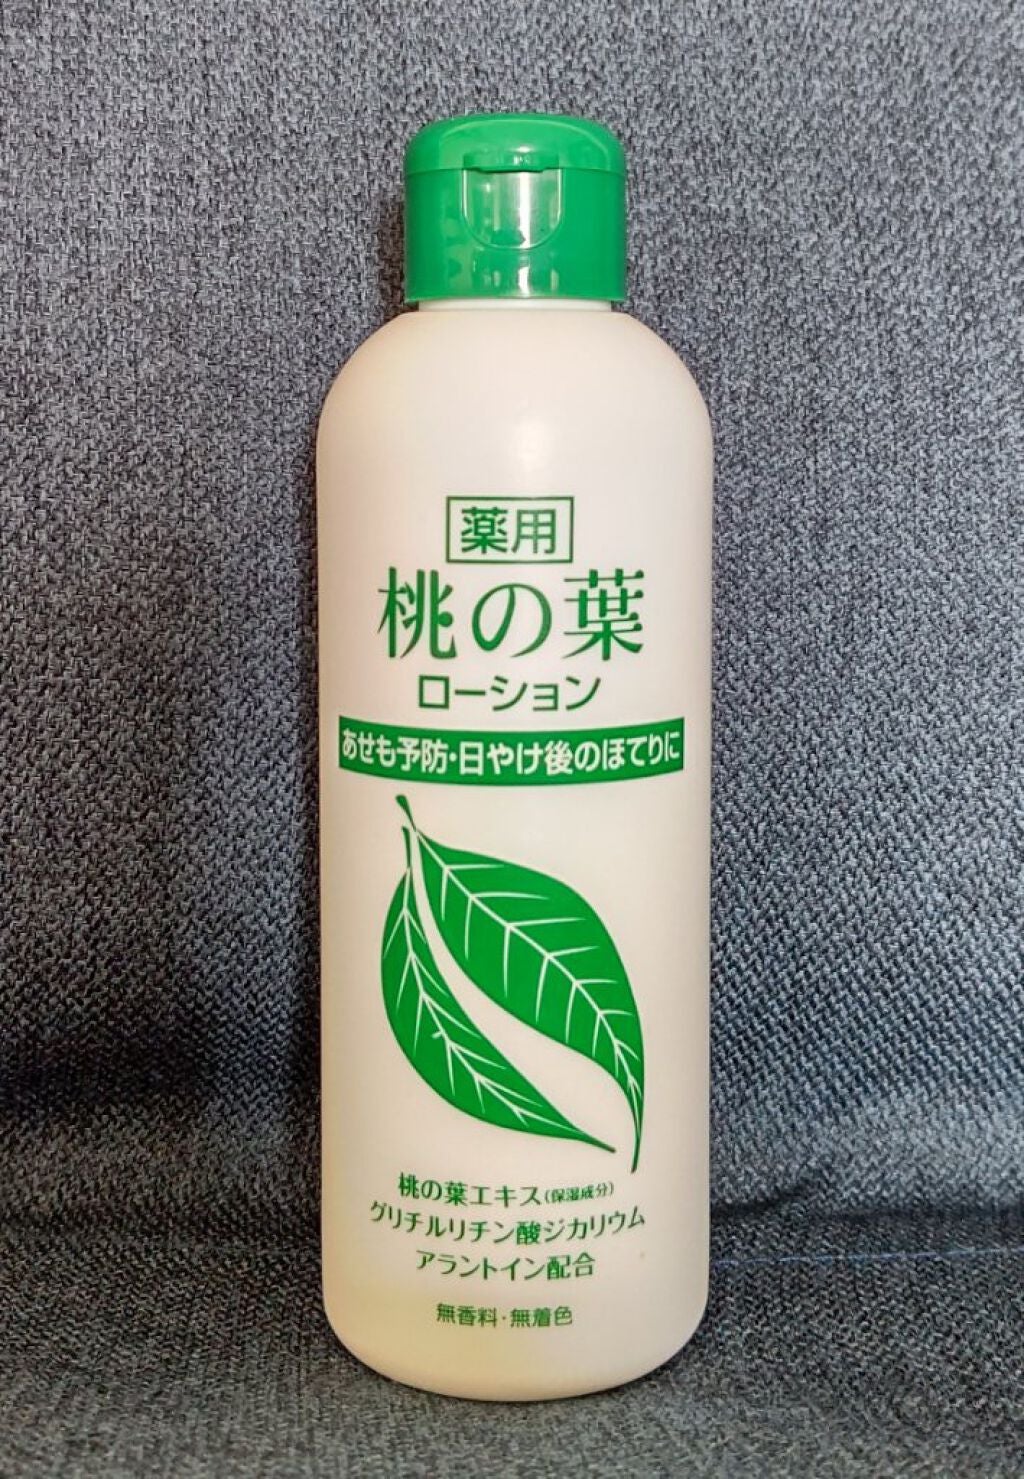 薬用
桃の葉
ローション
あせも予防・日やけ後のほてりに
桃の葉エキス(保湿成分)
グリチルリチン酸ジカリウム
アラントイン配合
無香料・無着色